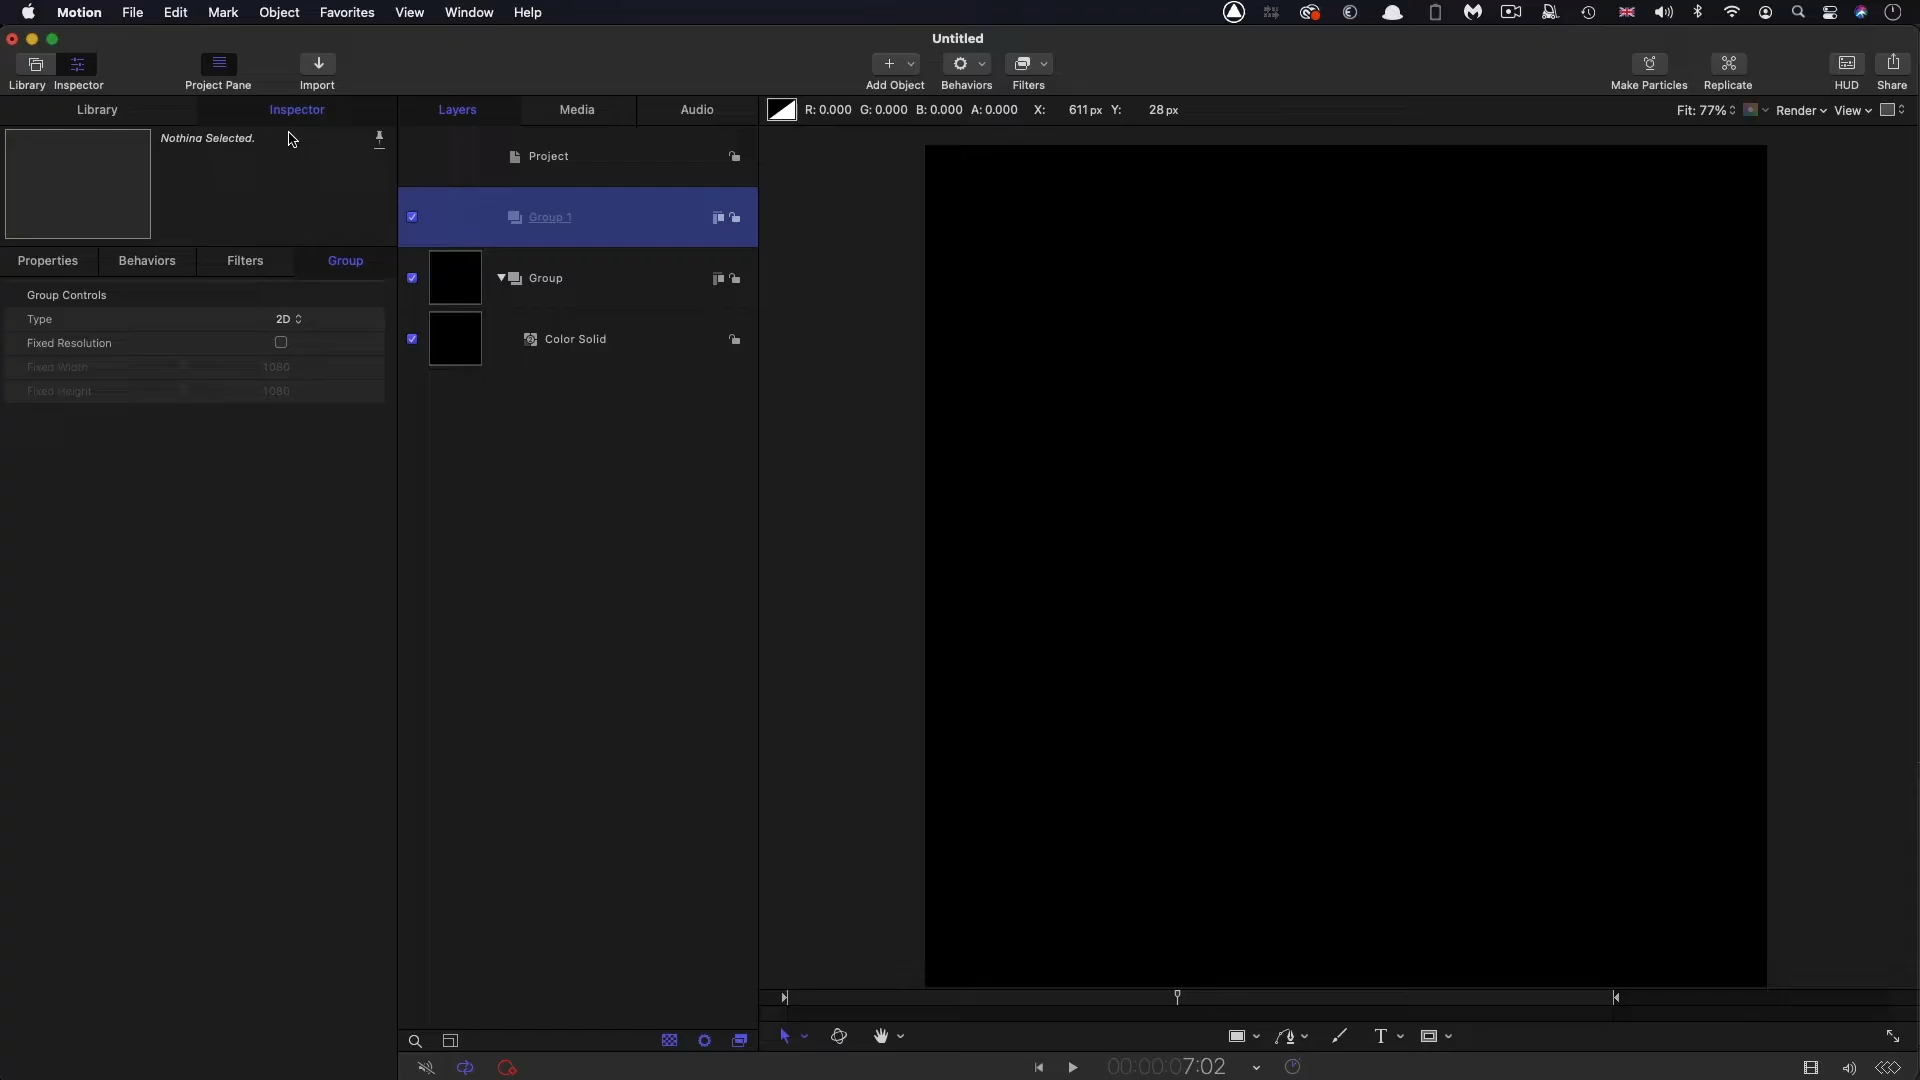 Motion File Edit Mark Object Favorites View Window Help
Untitled
Library Inspector Project Pane Import Add Object Behaviors Filters Make Particles Replicate HUD Share
Library Inspector Layers Media Audio R: 0.000 G: 0.000 B: 0.000 A: 0.000 X: 611 px Y: 28 px Fit: 77% Render View
Nothing Selected.
Project
Group 1
Properties Behaviors Filters Group
Group
Group Controls
Type 2D
Fixed Resolution
Color Solid
Fixed Width 1080
Fixed Height 1080
T
00:00:07:02